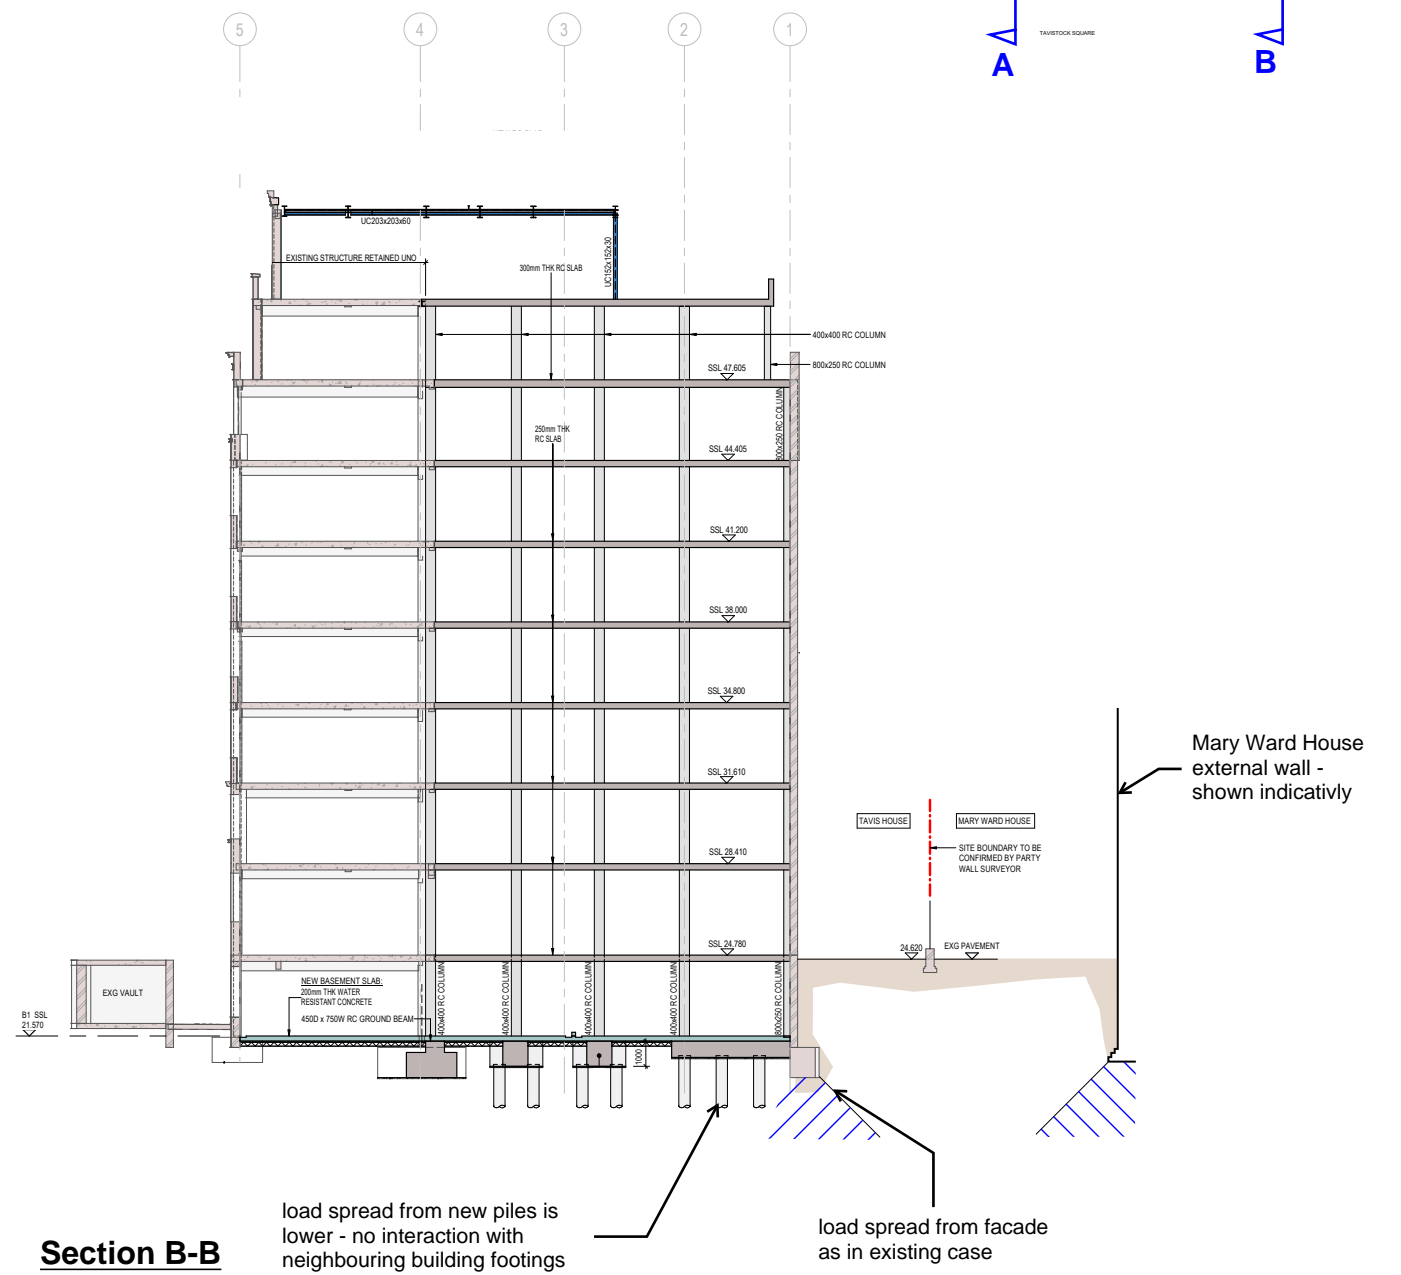 5
4
3
2
1
TAVISTOCK SQUARE
A
B
UC203x203x60
UC152x152x30
EXISTING STRUCTURE RETAINED UNO
300mm THK RC SLAB
400x400 RC COLUMN
800x250 RC COLUMN
SSL 47.605
800x250 RC COLUMN
250mm THK
RC SLAB
SSL 44.405
SSL 41.200
SSL 38.000
SSL 34.800
SSL 31.610
SSL 28.410
SSL 24.780
Mary Ward House
external wall -
shown indicativly
TAVIS HOUSE
MARY WARD HOUSE
SITE BOUNDARY TO BE
CONFIRMED BY PARTY
WALL SURVEYOR
24.620
EXG PAVEMENT
EXG VAULT
B1 SSL
21.570
NEW BASEMENT SLAB:
200mm THK WATER
RESISTANT CONCRETE
450D x 750W RC GROUND BEAM
400x400 RC COLUMN
400x400 RC COLUMN
400x400 RC COLUMN
400x400 RC COLUMN
800x250 RC COLUMN
1000
load spread from new piles is
lower - no interaction with
neighbouring building footings
load spread from facade
as in existing case
Section B-B